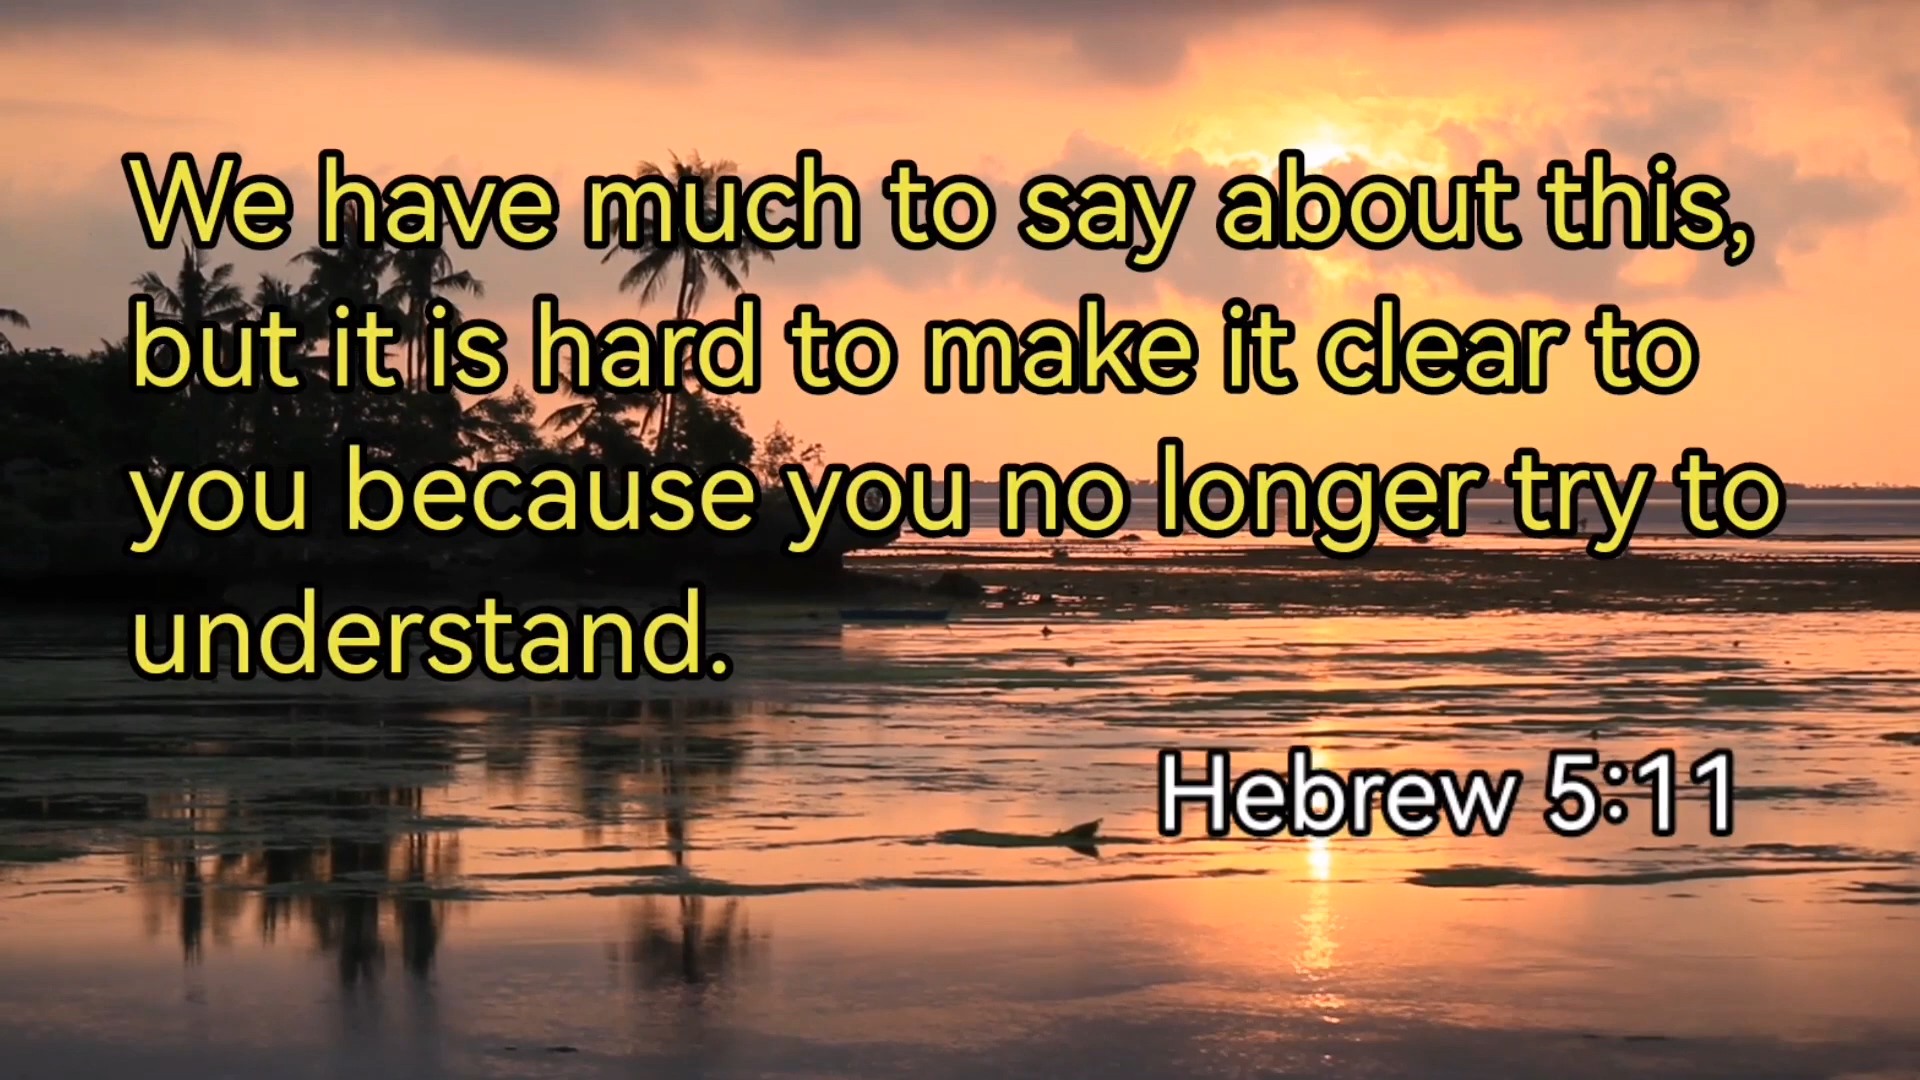 We have much to say about this,
but it is hard to make it clear to
you because you no longer try to
understand.
Hebrew 5:11